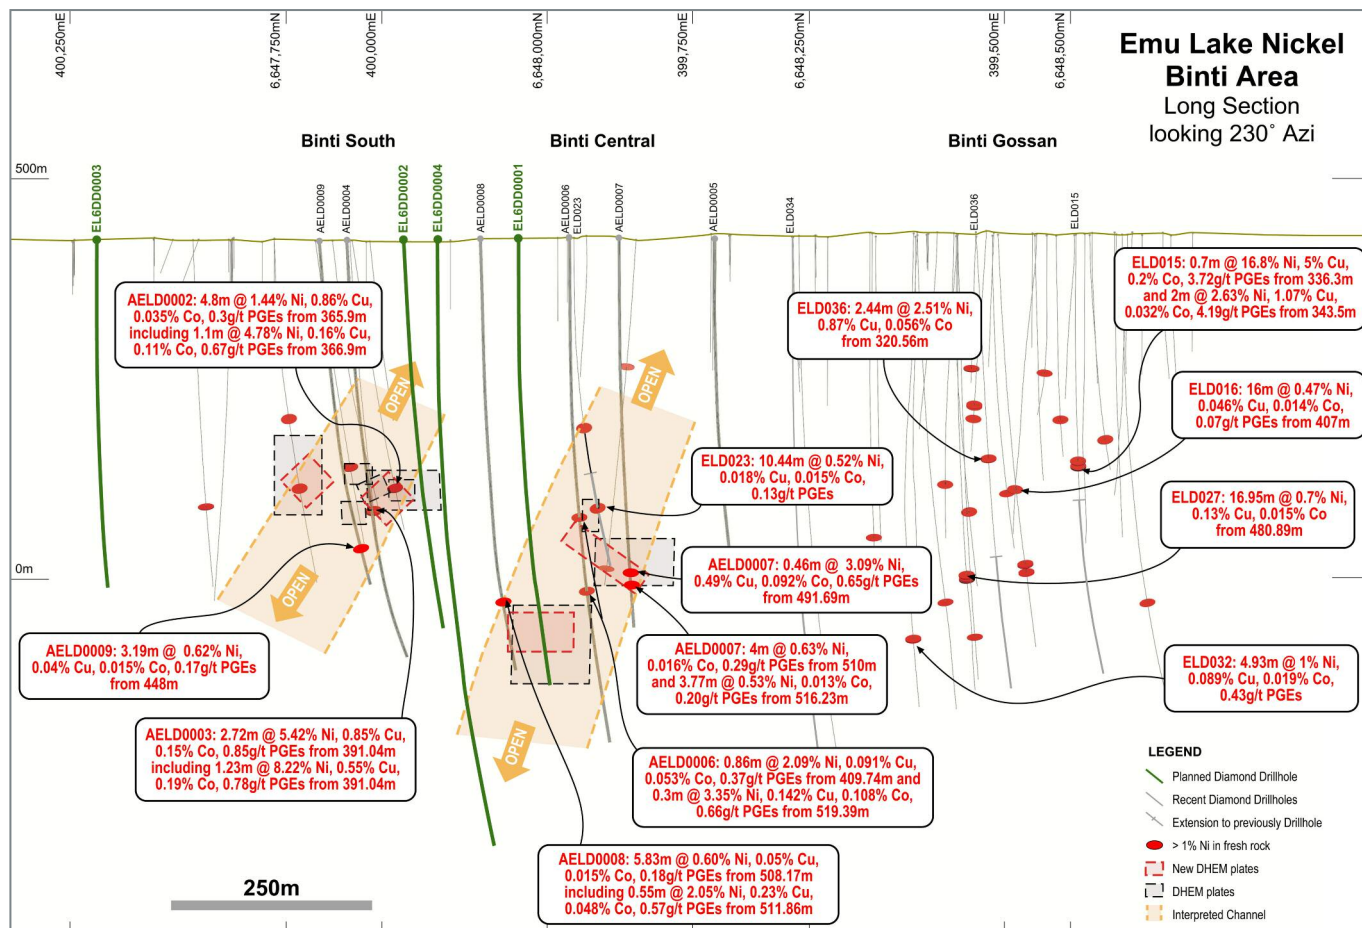 400,250mE
6,647,750mN
400,000mE
6,648,000mN
399,750mE
6,648,250mN
399,500mE
6,648,500mN
Emu Lake Nickel
Binti Area
Long Section
looking 230° Azi
Binti South
Binti Central
Binti Gossan
500m
EL6DD0003
AELD0009
AELD0004
EL6DD0002
EL6DD0004
AELD0008
EL6DD0001
AELD0006
ELD023
AELD0007
AELD0005
ELD034
ELD036
ELD015
ELD015: 0.7m @ 16.8% Ni, 5% Cu,
0.2% Co, 3.72g/t PGEs from 336.3m
and 2m @ 2.63% Ni, 1.07% Cu,
0.032% Co, 4.19g/t PGEs from 343.5m
AELD0002: 4.8m @ 1.44% Ni, 0.86% Cu,
0.035% Co, 0.3g/t PGEs from 365.9m
including 1.1m @ 4.78% Ni, 0.16% Cu,
0.11% Co, 0.67g/t PGEs from 366.9m
ELD036: 2.44m @ 2.51% Ni,
0.87% Cu, 0.056% Co
from 320.56m
OPEN
OPEN
ELD016: 16m @ 0.47% Ni,
0.046% Cu, 0.014% Co,
0.07g/t PGEs from 407m
ELD023: 10.44m @ 0.52% Ni,
0.018% Cu, 0.015% Co,
0.13g/t PGEs
ELD027: 16.95m @ 0.7% Ni,
0.13% Cu, 0.015% Co
from 480.89m
0m
OPEN
AELD0007: 0.46m @ 3.09% Ni,
0.49% Cu, 0.092% Co, 0.65g/t PGEs
from 491.69m
AELD0009: 3.19m @ 0.62% Ni,
0.04% Cu, 0.015% Co, 0.17g/t PGEs
from 448m
AELD0007: 4m @ 0.63% Ni,
0.016% Co, 0.29g/t PGEs from 510m
and 3.77m @ 0.53% Ni, 0.013% Co,
0.20g/t PGEs from 516.23m
ELD032: 4.93m @ 1% Ni,
0.089% Cu, 0.019% Co,
0.43g/t PGEs
AELD0003: 2.72m @ 5.42% Ni, 0.85% Cu,
0.15% Co, 0.85g/t PGEs from 391.04m
including 1.23m @ 8.22% Ni, 0.55% Cu,
0.19% Co, 0.78g/t PGEs from 391.04m
OPEN
AELD0006: 0.86m @ 2.09% Ni, 0.091% Cu,
0.053% Co, 0.37g/t PGEs from 409.74m and
0.3m @ 3.35% Ni, 0.142% Cu, 0.108% Co,
0.66g/t PGEs from 519.39m
AELD0008: 5.83m @ 0.60% Ni, 0.05% Cu,
0.015% Co, 0.18g/t PGEs from 508.17m
including 0.55m @ 2.05% Ni, 0.23% Cu,
0.048% Co, 0.57g/t PGEs from 511.86m
250m
LEGEND
Planned Diamond Drillhole
Recent Diamond Drillholes
Extension to previously Drillhole
> 1% Ni in fresh rock
New DHEM plates
DHEM plates
Interpreted Channel